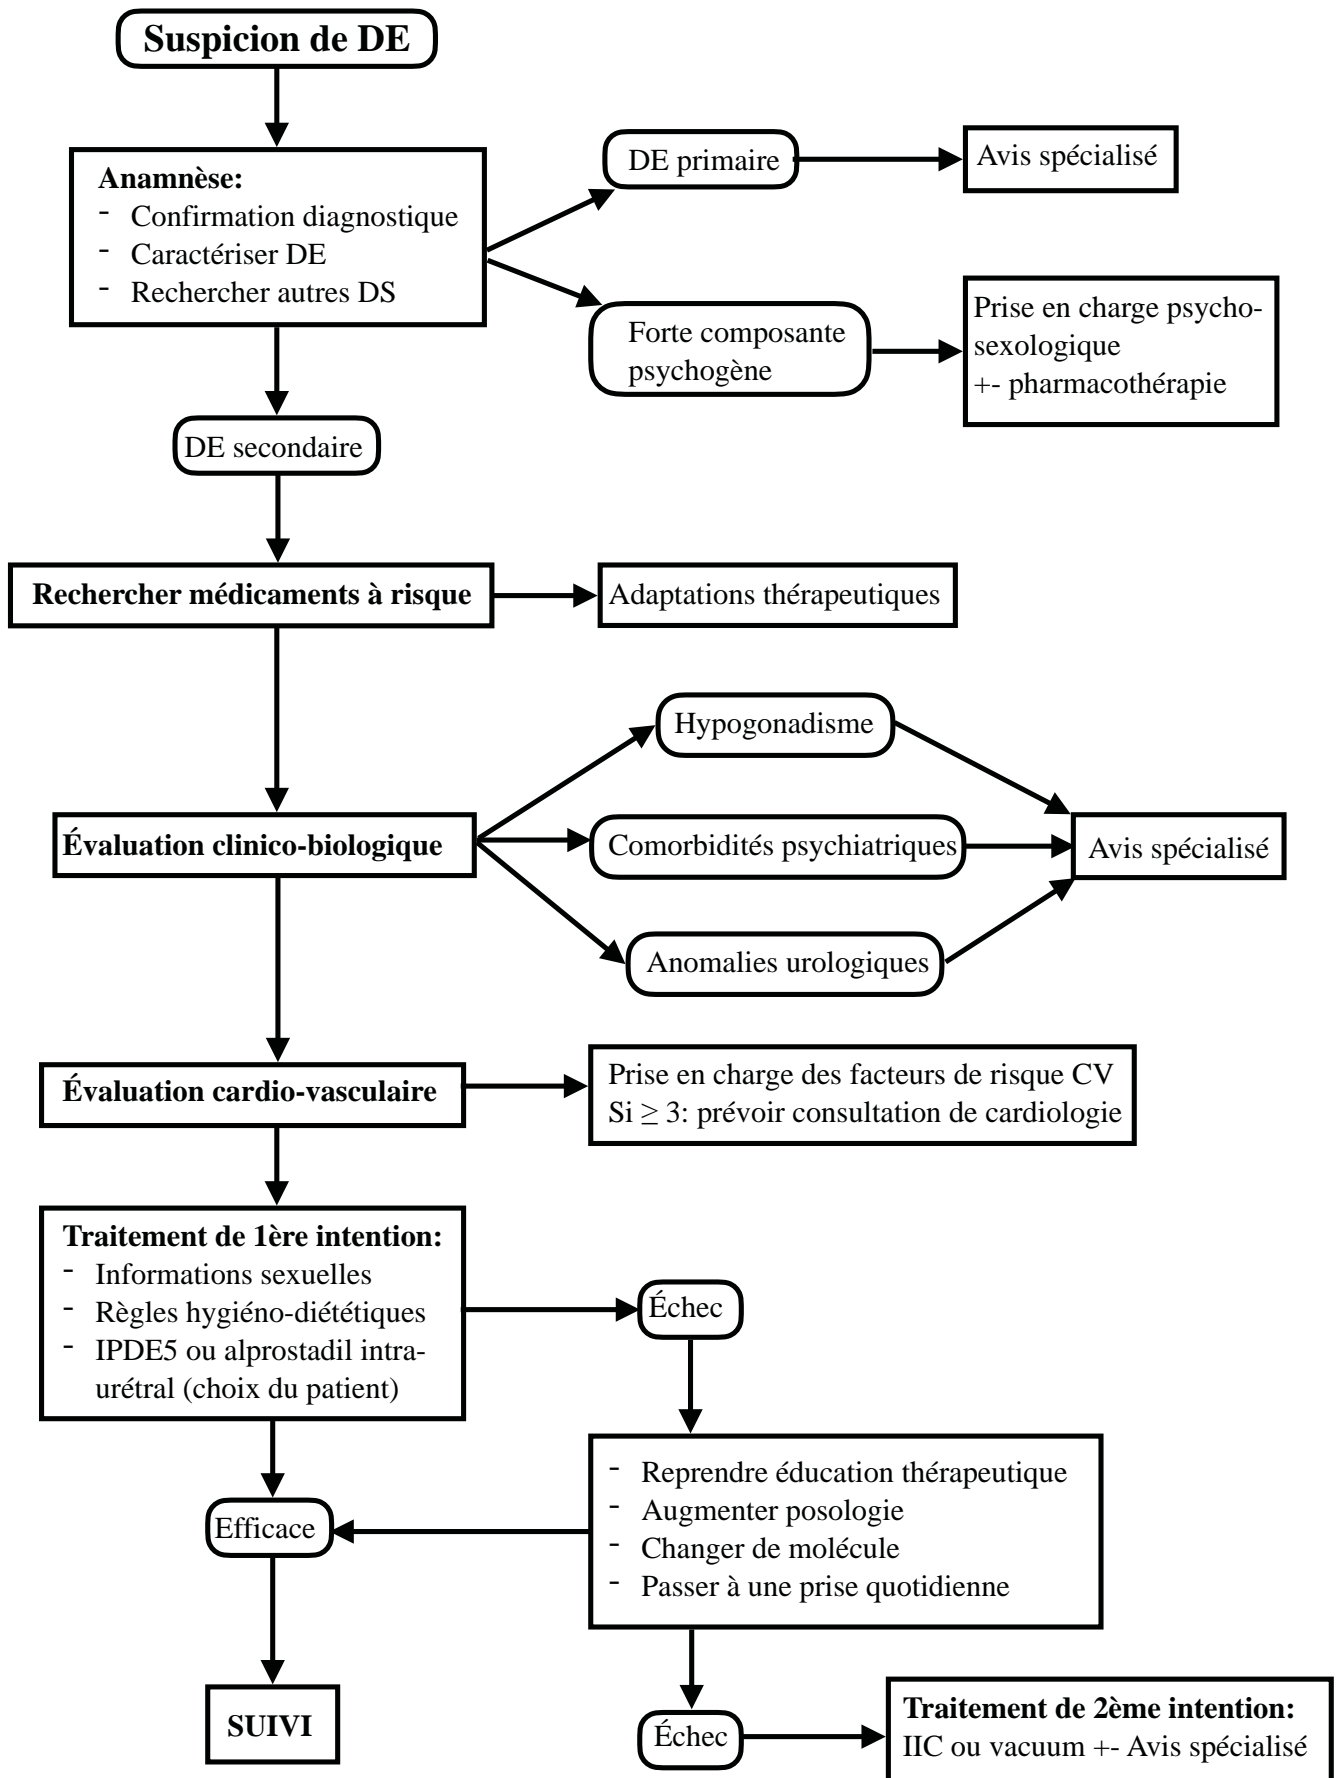 Suspicion de DE
Anamnèse:
- Confirmation diagnostique
- Caractériser DE
- Rechercher autres DS
DE primaire
Avis spécialisé
Forte composante
psychogène
Prise en charge psycho-
sexologique
+- pharmacothérapie
DE secondaire
Rechercher médicaments à risque
Adaptations thérapeutiques
Hypogonadisme
Évaluation clinico-biologique
Comorbidités psychiatriques
Avis spécialisé
Anomalies urologiques
Évaluation cardio-vasculaire
Prise en charge des facteurs de risque CV
Si ≥ 3: prévoir consultation de cardiologie
Traitement de 1ère intention:
- Informations sexuelles
- Règles hygiéno-diététiques
- IPDE5 ou alprostadil intra-
urétral (choix du patient)
Échec
- Reprendre éducation thérapeutique
- Augmenter posologie
- Changer de molécule
- Passer à une prise quotidienne
Efficace
SUIVI
Échec
Traitement de 2ème intention:
IIC ou vacuum +- Avis spécialisé